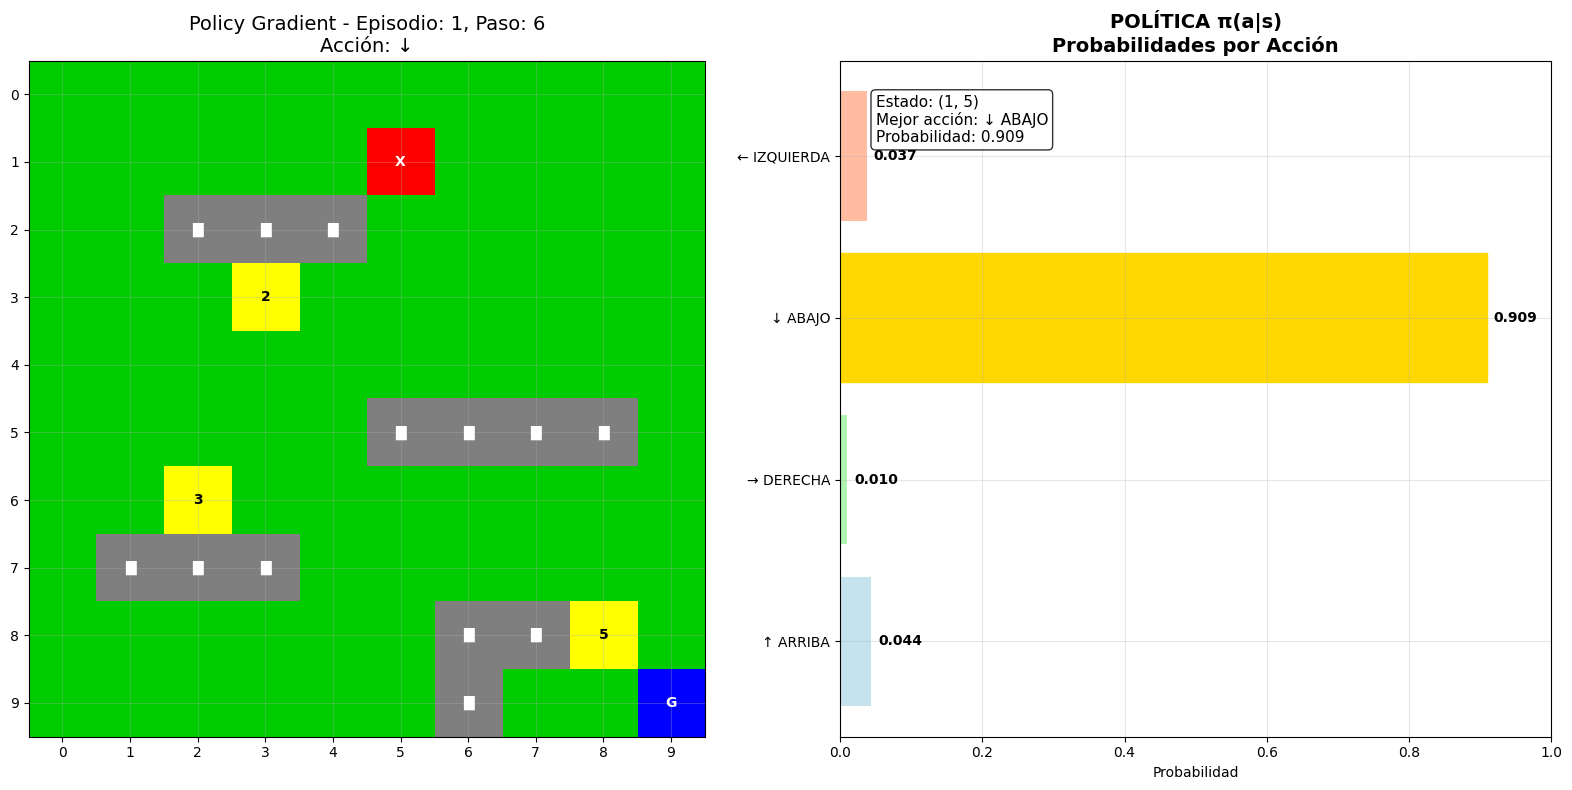 Policy Gradient - Episodio: 1, Paso: 6
Acción: ↓
0
1
2
3
4
5
6
7
8
9
X
2
3
5
G
0 1 2 3 4 5 6 7 8 9
POLÍTICA π(a|s)
Probabilidades por Acción
Estado: (1, 5)
Mejor acción: ↓ ABAJO
Probabilidad: 0.909
← IZQUIERDA 0.037
↓ ABAJO 0.909
→ DERECHA 0.010
↑ ARRIBA 0.044
0.0 0.2 0.4 0.6 0.8 1.0
Probabilidad